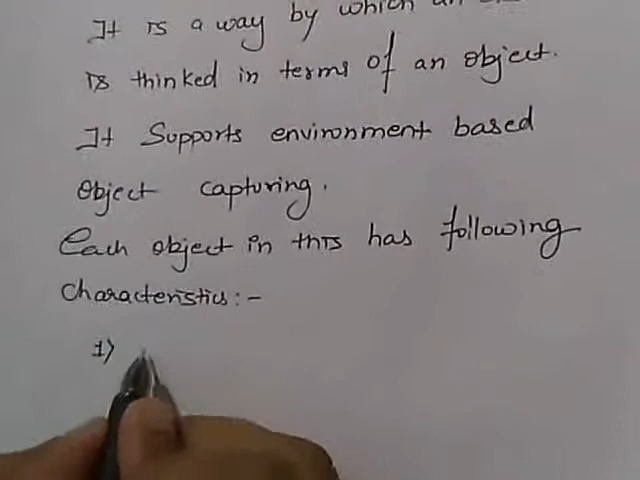 It is a way by which an
is thinked in terms of an object.
It Supports environment based
Object capturing.
Each object in this has following
Characteristics:-
1)